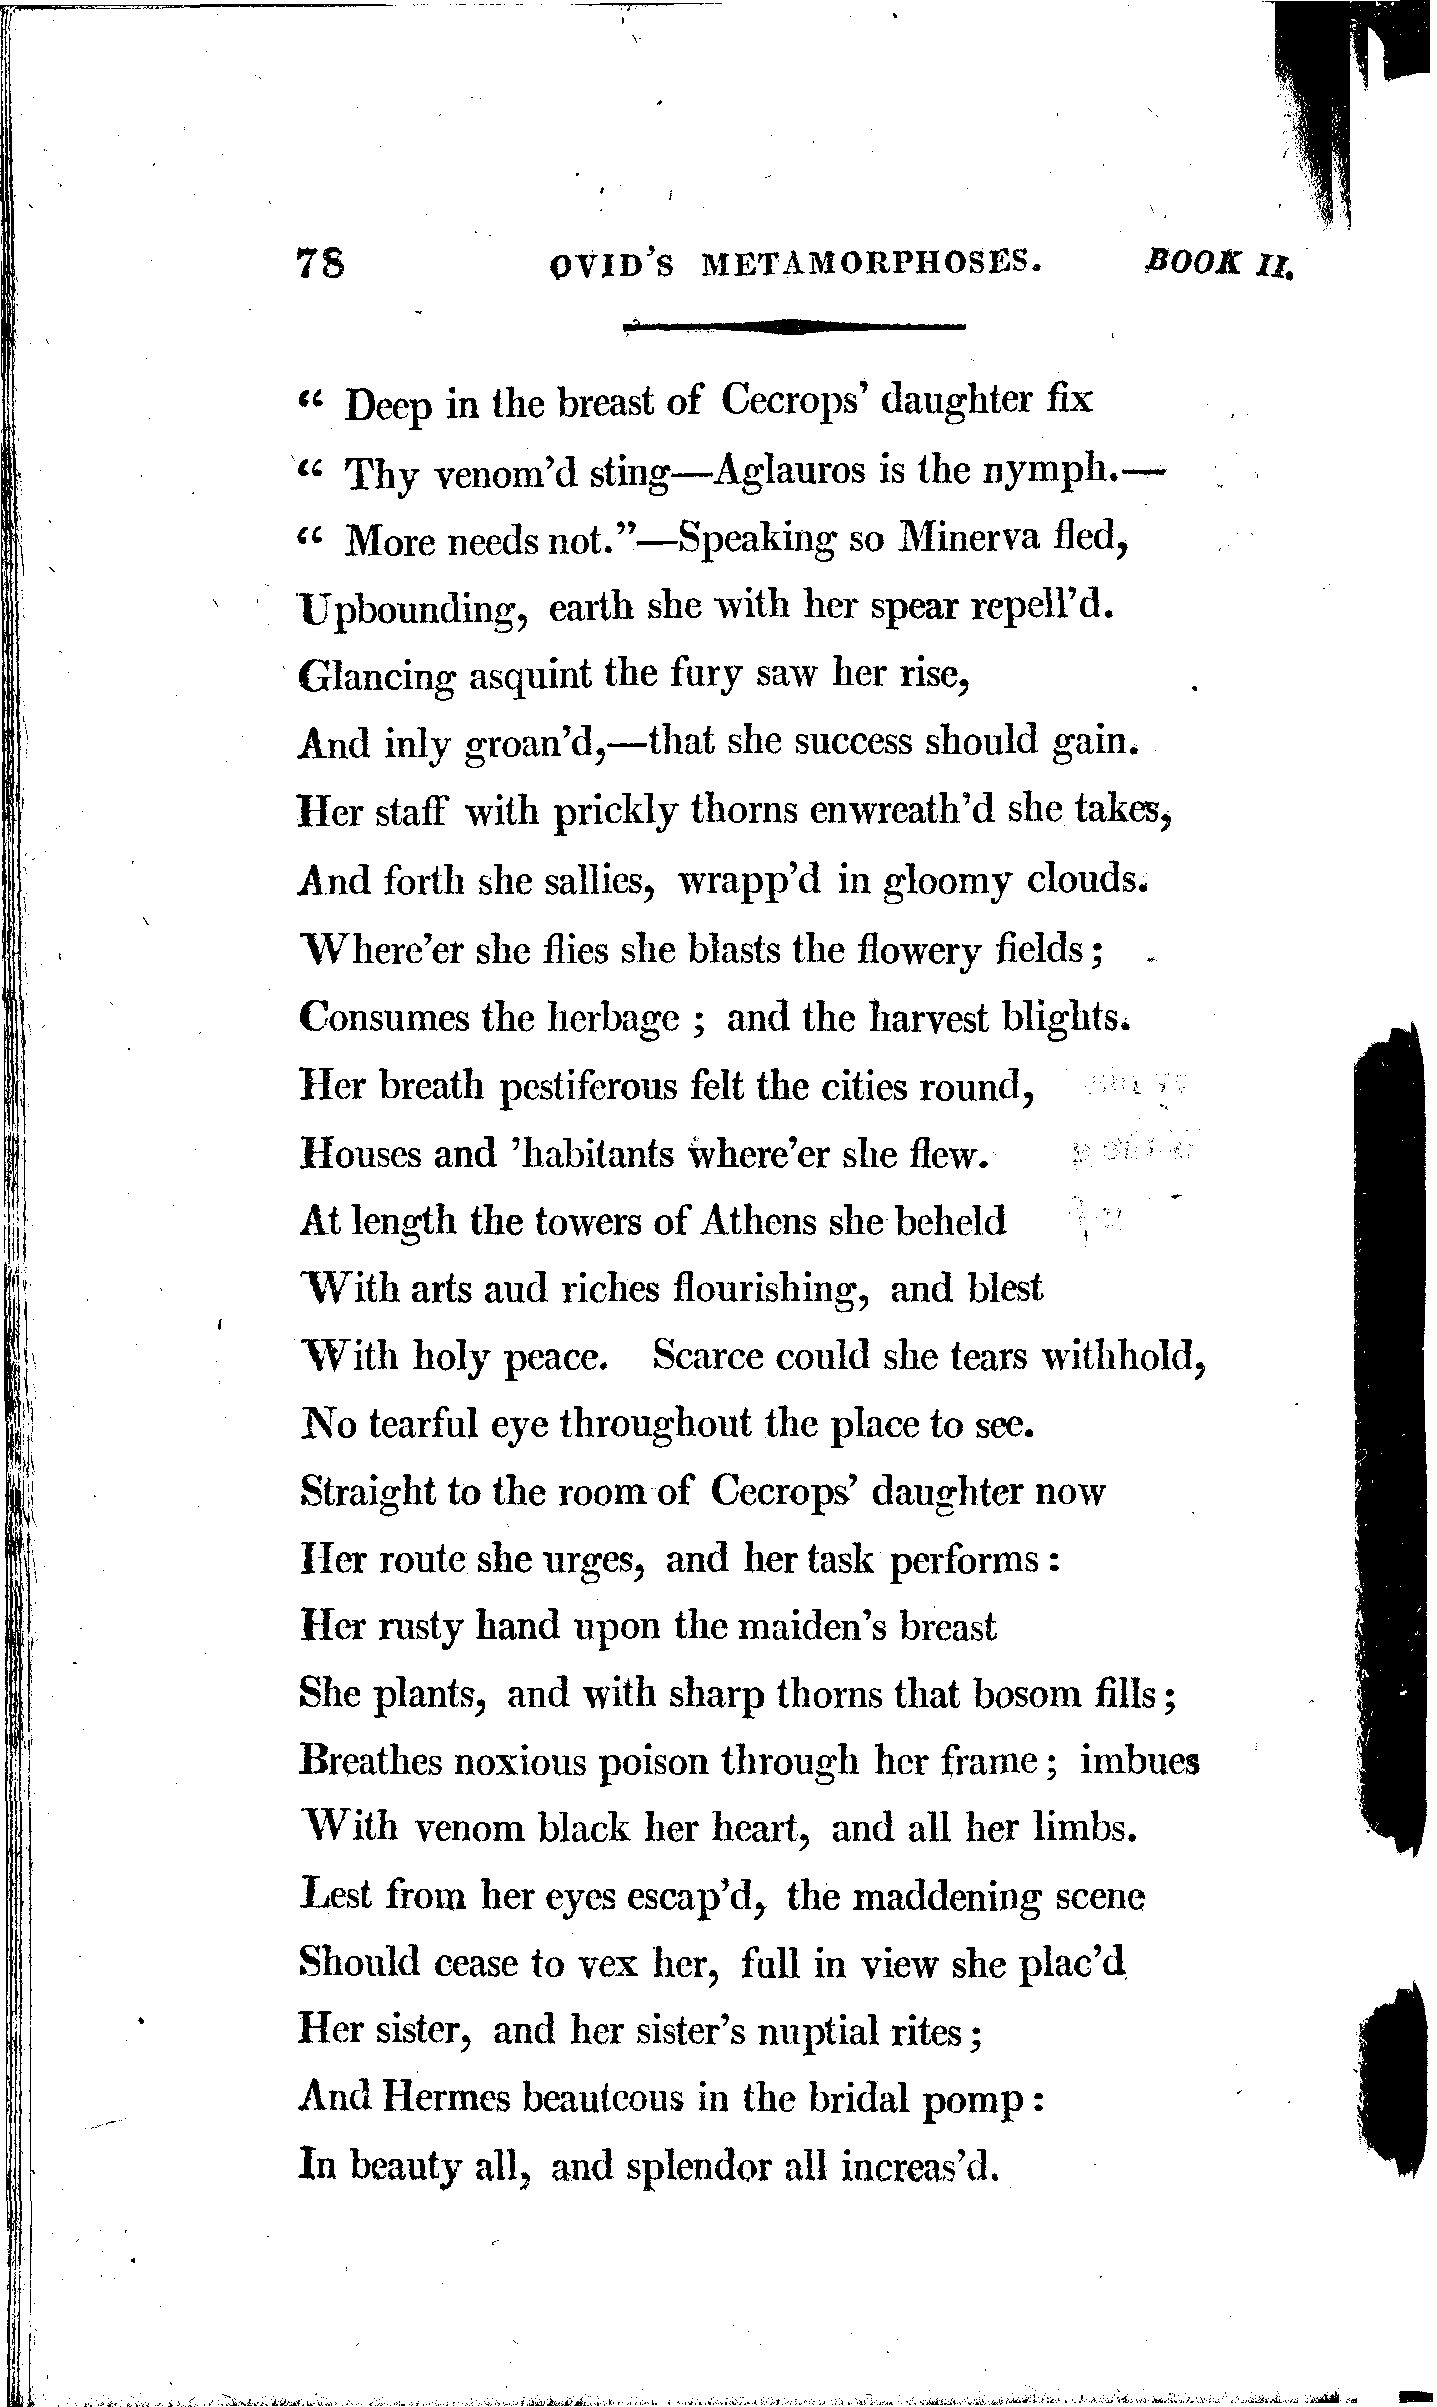 78 OVID'S METAMORPHOSES. BOOK II.
“ Deep in the breast of Cecrops' daughter fix
“ Thy venom'd sting—Aglauros is the nymph.—
“ More needs not.”—Speaking so Minerva fled,
Upbounding, earth she with her spear repell'd.
Glancing asquint the fury saw her rise,
And inly groan'd,—that she success should gain.
Her staff with prickly thorns enwreath'd she takes,
And forth she sallies, wrapp'd in gloomy clouds.
Where'er she flies she blasts the flowery fields ;
Consumes the herbage ; and the harvest blights.
Her breath pestiferous felt the cities round,
Houses and 'habitants where'er she flew.
At length the towers of Athens she beheld
With arts aud riches flourishing, and blest
With holy peace. Scarce could she tears withhold,
No tearful eye throughout the place to see.
Straight to the room of Cecrops' daughter now
Her route she urges, and her task performs :
Her rusty hand upon the maiden's breast
She plants, and with sharp thorns that bosom fills ;
Breathes noxious poison through her frame ; imbues
With venom black her heart, and all her limbs.
Lest from her eyes escap'd, the maddening scene
Should cease to vex her, full in view she plac'd
Her sister, and her sister's nuptial rites ;
And Hermes beauteous in the bridal pomp :
In beauty all, and splendor all increas'd.